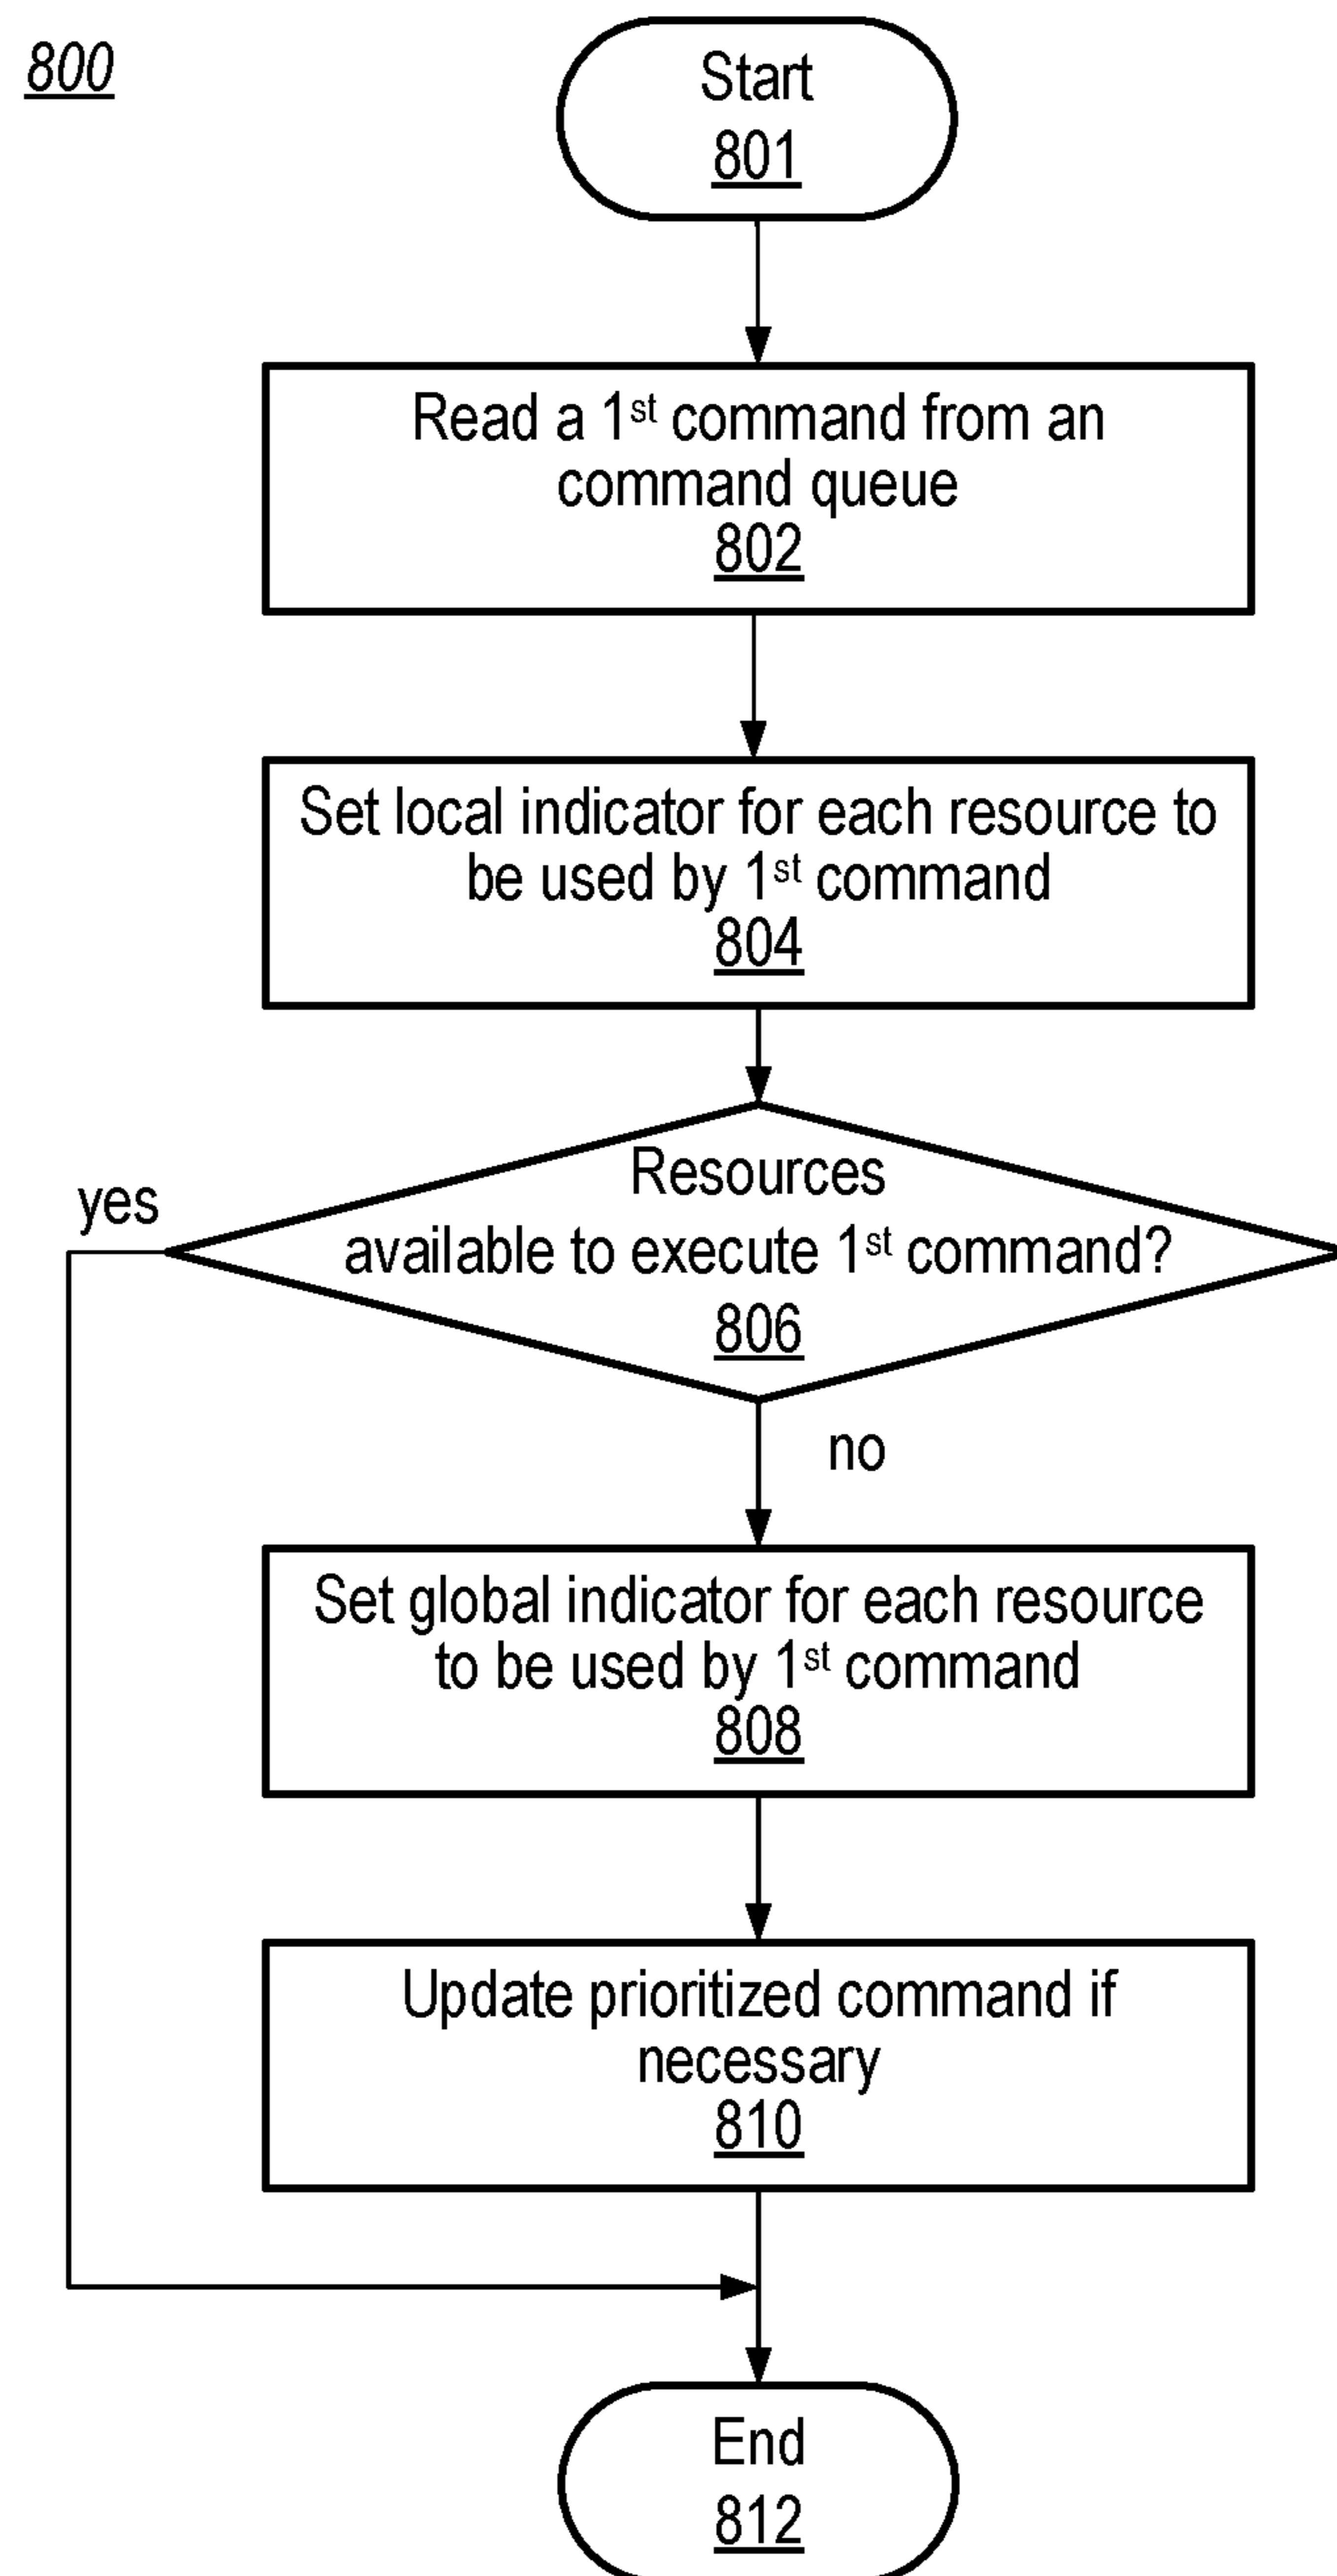 800
Start
801
Read a 1st command from an
command queue
802
Set local indicator for each resource to
be used by 1st command
804
Resources
available to execute 1st command?
806
yes
no
Set global indicator for each resource
to be used by 1st command
808
Update prioritized command if
necessary
810
End
812